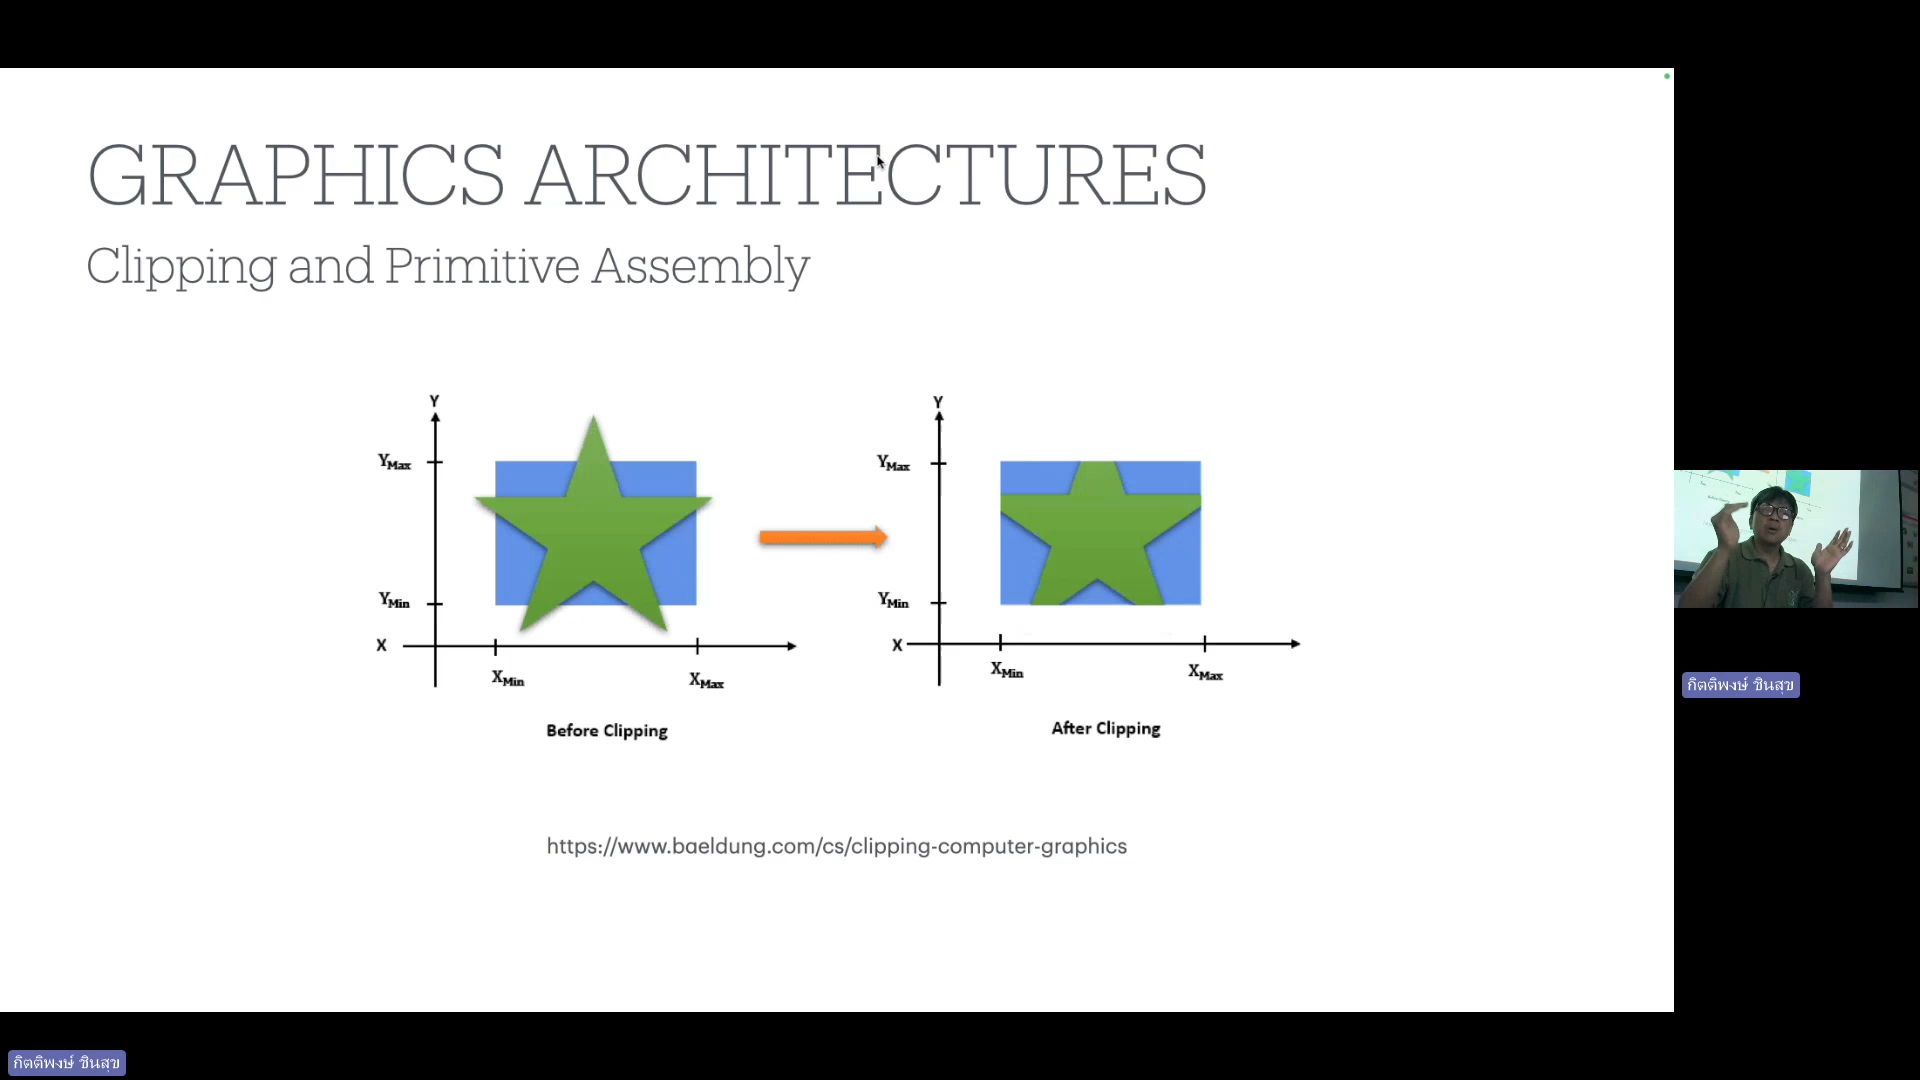 GRAPHICS ARCHITECTURES
Clipping and Primitive Assembly
Y
YMax
YMin
X
XMin
XMax
Before Clipping
Y
YMax
YMin
X
XMin
XMax
After Clipping
https://www.baeldung.com/cs/clipping-computer-graphics
กิตติพงษ์ ชินสุข
กิตติพงษ์ ชินสุข